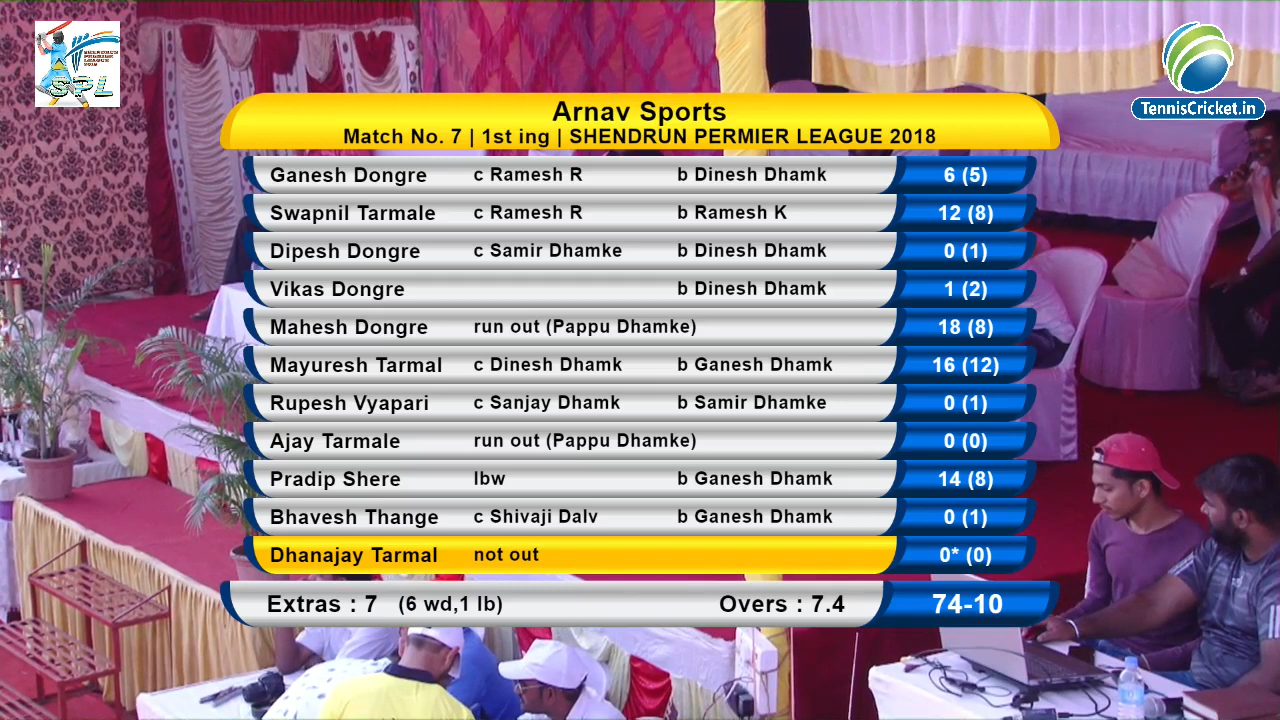 SPL
TennisCricket.in
Arnav Sports
Match No. 7 | 1st ing | SHENDRUN PERMIER LEAGUE 2018
Ganesh Dongre c Ramesh R b Dinesh Dhamk 6 (5)
Swapnil Tarmale c Ramesh R b Ramesh K 12 (8)
Dipesh Dongre c Samir Dhamke b Dinesh Dhamk 0 (1)
Vikas Dongre b Dinesh Dhamk 1 (2)
Mahesh Dongre run out (Pappu Dhamke) 18 (8)
Mayuresh Tarmal c Dinesh Dhamk b Ganesh Dhamk 16 (12)
Rupesh Vyapari c Sanjay Dhamk b Samir Dhamke 0 (1)
Ajay Tarmale run out (Pappu Dhamke) 0 (0)
Pradip Shere lbw b Ganesh Dhamk 14 (8)
Bhavesh Thange c Shivaji Dalv b Ganesh Dhamk 0 (1)
Dhanajay Tarmal not out 0* (0)
Extras : 7 (6 wd,1 lb) Overs : 7.4 74-10